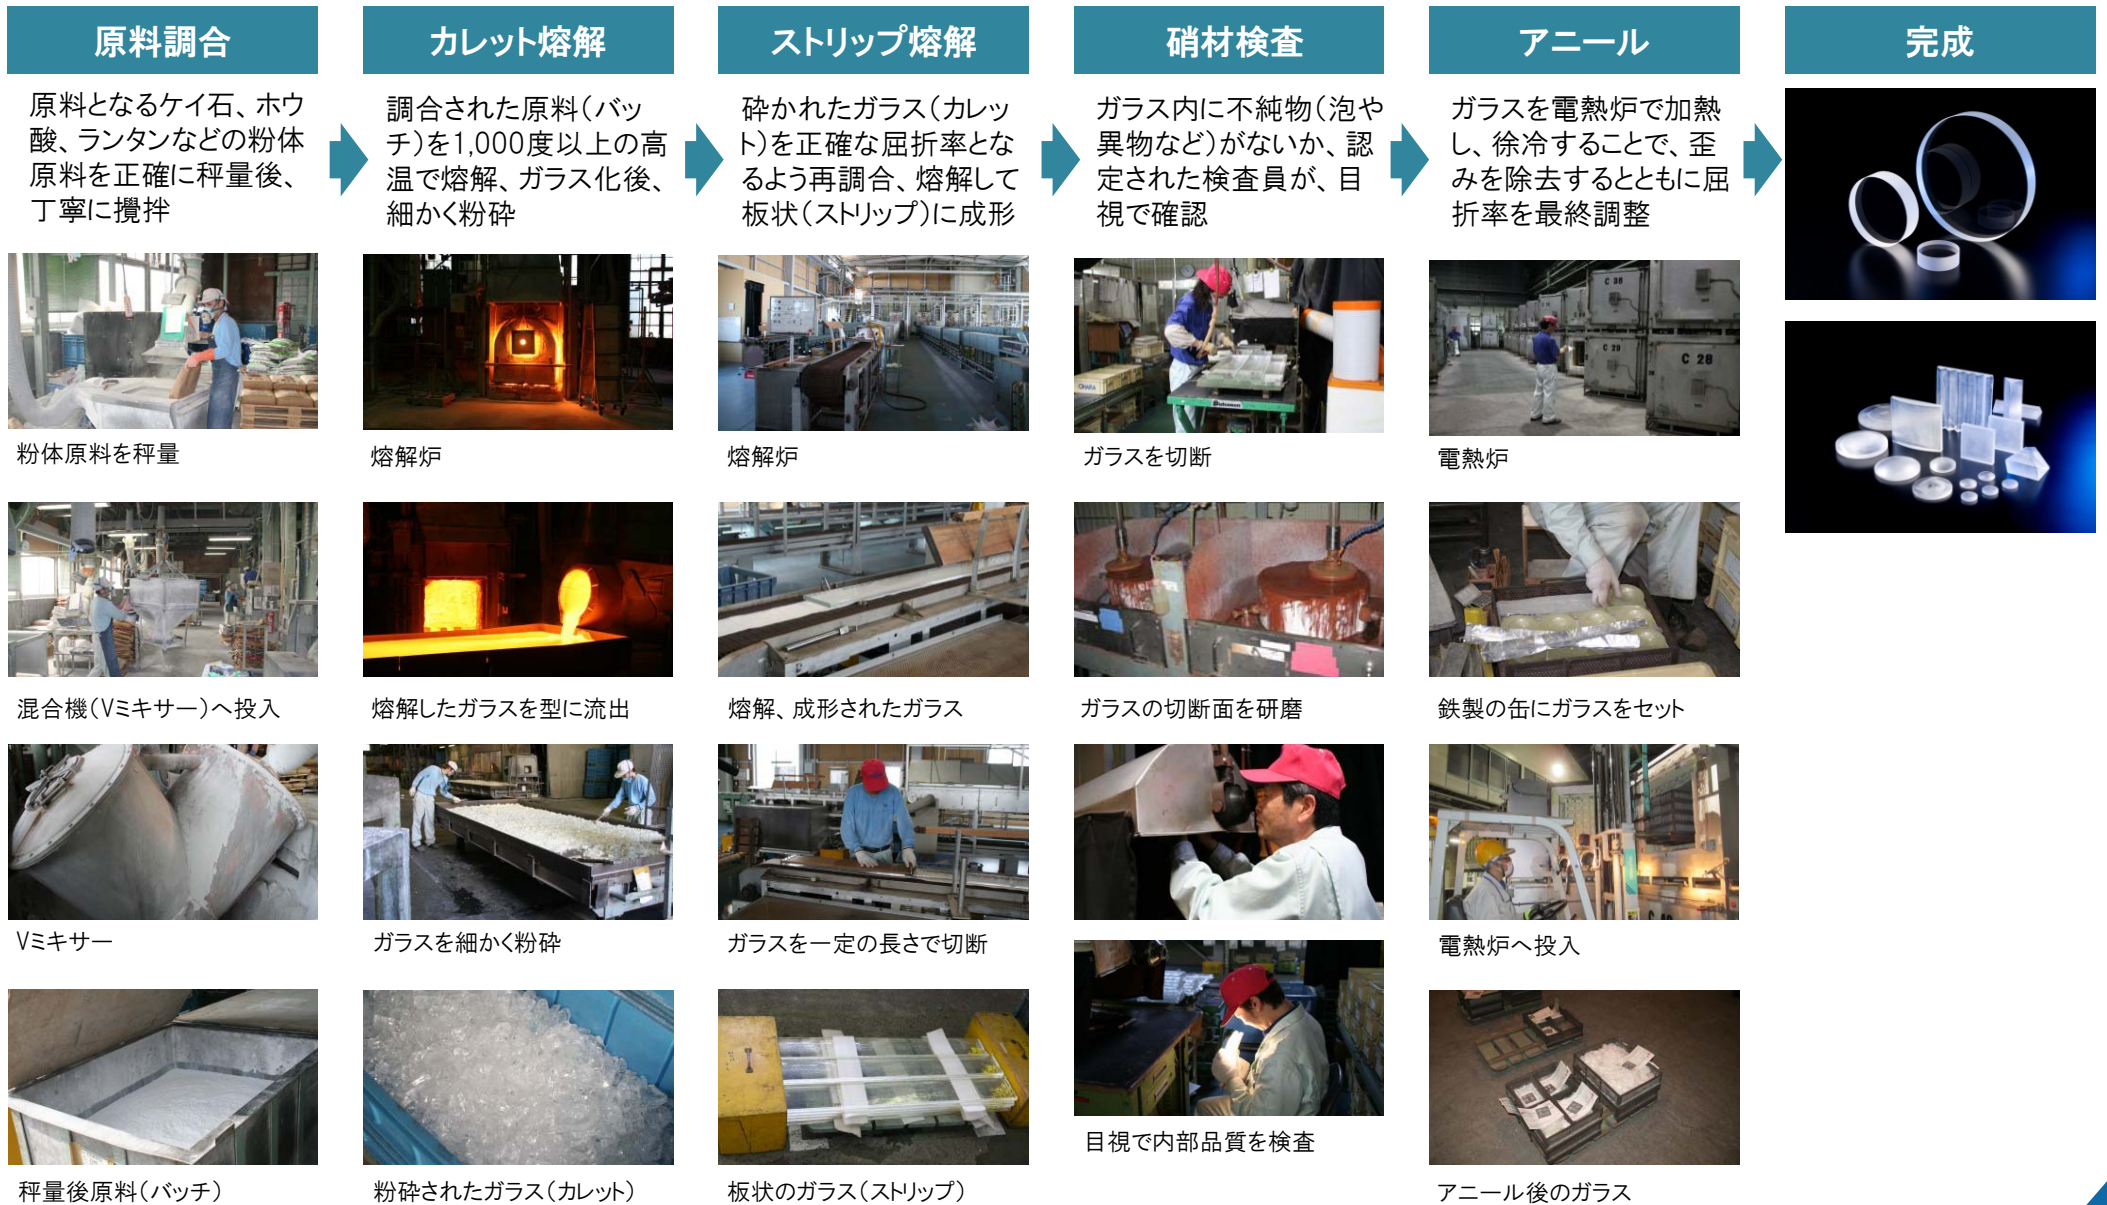 原料調合
原料となるケイ石、ホウ
酸、ランタンなどの粉体
原料を正確に秤量後、
丁寧に攪拌
粉体原料を秤量
混合機（Vミキサー）へ投入
Vミキサー
秤量後原料（バッチ）
カレット熔解
調合された原料（バッ
チ）を1,000度以上の高
温で熔解、ガラス化後、
細かく粉砕
熔解炉
熔解したガラスを型に流出
ガラスを細かく粉砕
粉砕されたガラス（カレット）
ストリップ熔解
砕かれたガラス（カレッ
ト）を正確な屈折率とな
るよう再調合、熔解して
板状（ストリップ）に成形
熔解炉
熔解、成形されたガラス
ガラスを一定の長さで切断
板状のガラス（ストリップ）
硝材検査
ガラス内に不純物（泡や
異物など）がないか、認
定された検査員が、目
視で確認
OHARA
ガラスを切断
ガラスの切断面を研磨
目視で内部品質を検査
アニール
ガラスを電熱炉で加熱
し、徐冷することで、歪
みを除去するとともに屈
折率を最終調整
C 38
C 29
C 28
電熱炉
鉄製の缶にガラスをセット
電熱炉へ投入
アニール後のガラス
完成